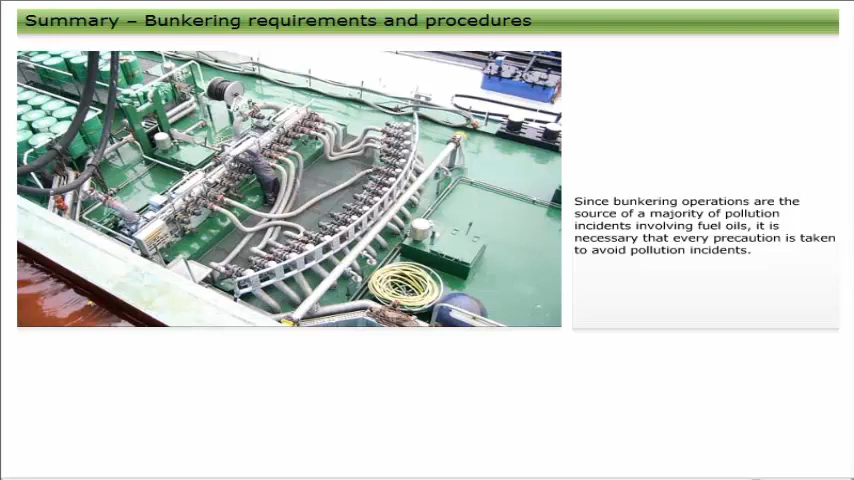 Summary – Bunkering requirements and procedures
Since bunkering operations are the
source of a majority of pollution
incidents involving fuel oils, it is
necessary that every precaution is taken
to avoid pollution incidents.